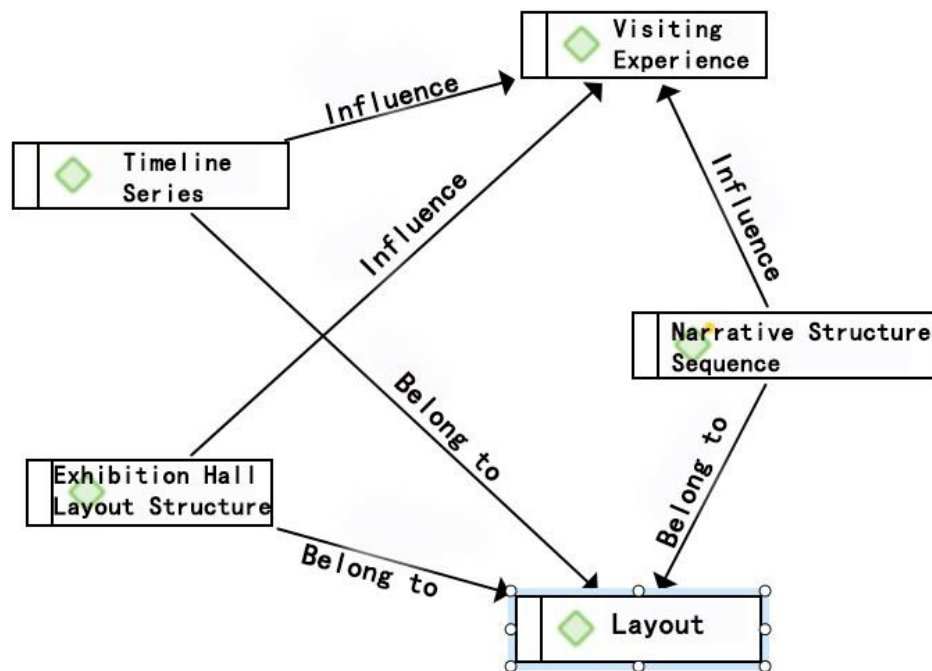 Visiting
Experience
Influence
Timeline
Series
Influence
Influence
Narrative Structure
Sequence
Belong to
Belong to
Exhibition Hall
Layout Structure
Belong to
Layout